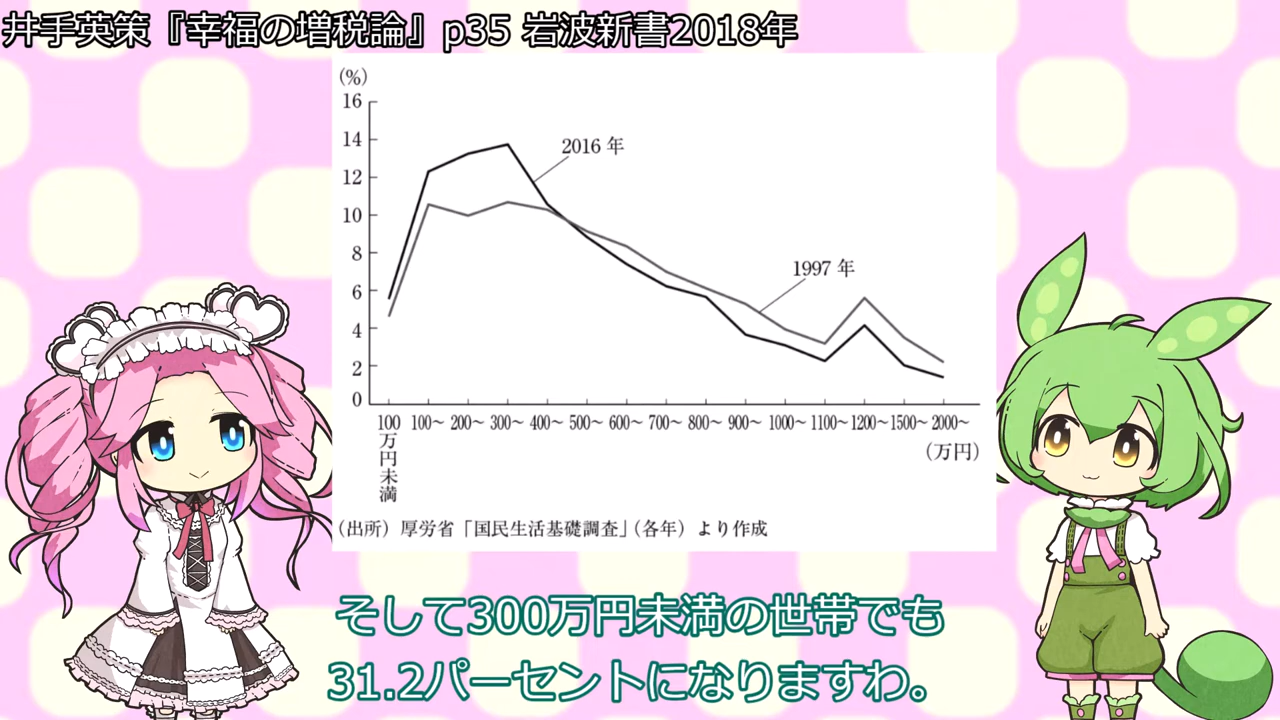 井手英策『幸福の増税論』p35 岩波新書2018年
(%)
16
14
12
10
8
6
4
2
0
2016 年
1997 年
100万円未満 100~ 200~ 300~ 400~ 500~ 600~ 700~ 800~ 900~ 1000~ 1100~ 1200~ 1500~ 2000~
(万円)
(出所) 厚労省「国民生活基礎調査」(各年) より作成
そして300万円未満の世帯でも
31.2パーセントになりますわ。